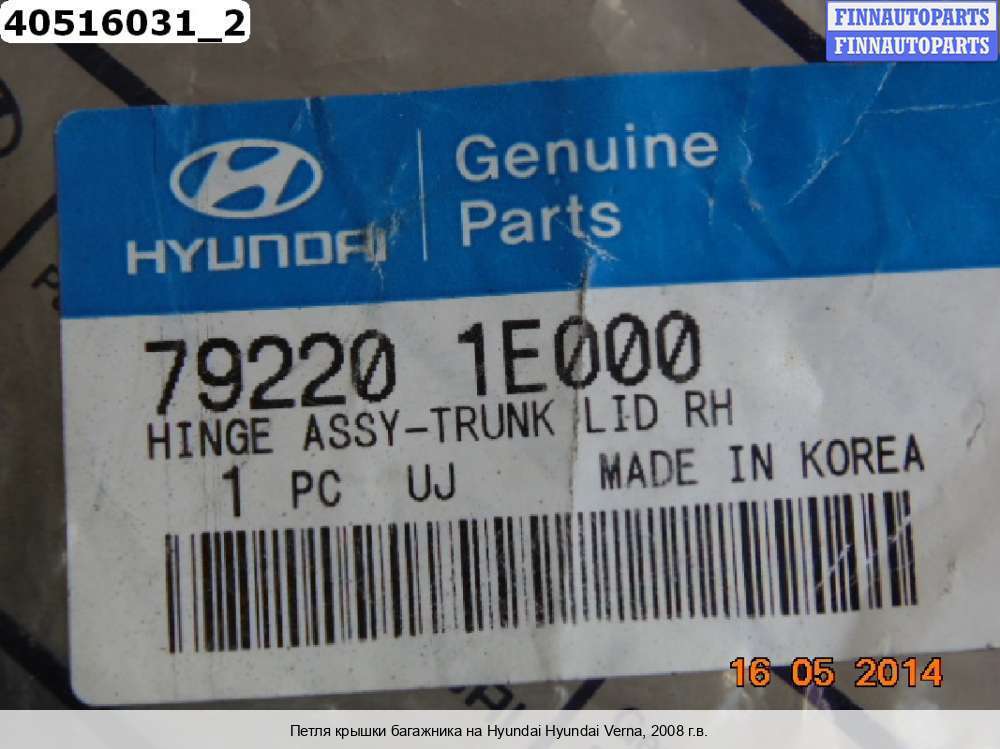 40516031_2
FINNAUTOPARTS
FINNAUTOPARTS
Genuine
Parts
HYUNDAI
79220 1E000
HINGE ASSY-TRUNK LID RH
1 PC UJ MADE IN KOREA
16 05 2014
Петля крышки багажника на Hyundai Hyundai Verna, 2008 г.в.